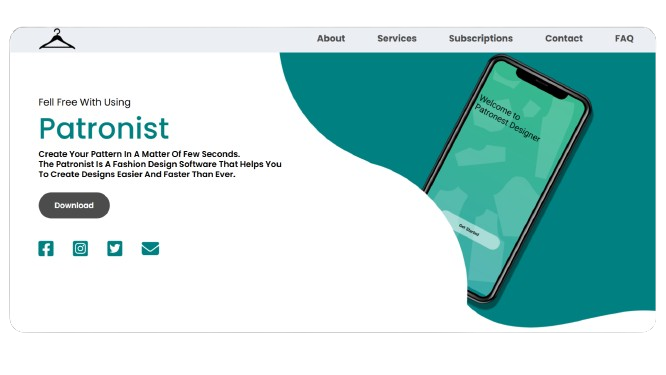 About Services Subscriptions Contact FAQ
Fell Free With Using
Patronist
Create Your Pattern In A Matter Of Few Seconds.
The Patronist Is A Fashion Design Software That Helps You
To Create Designs Easier And Faster Than Ever.
Download
Welcome to
Patronest Designer
Get Started